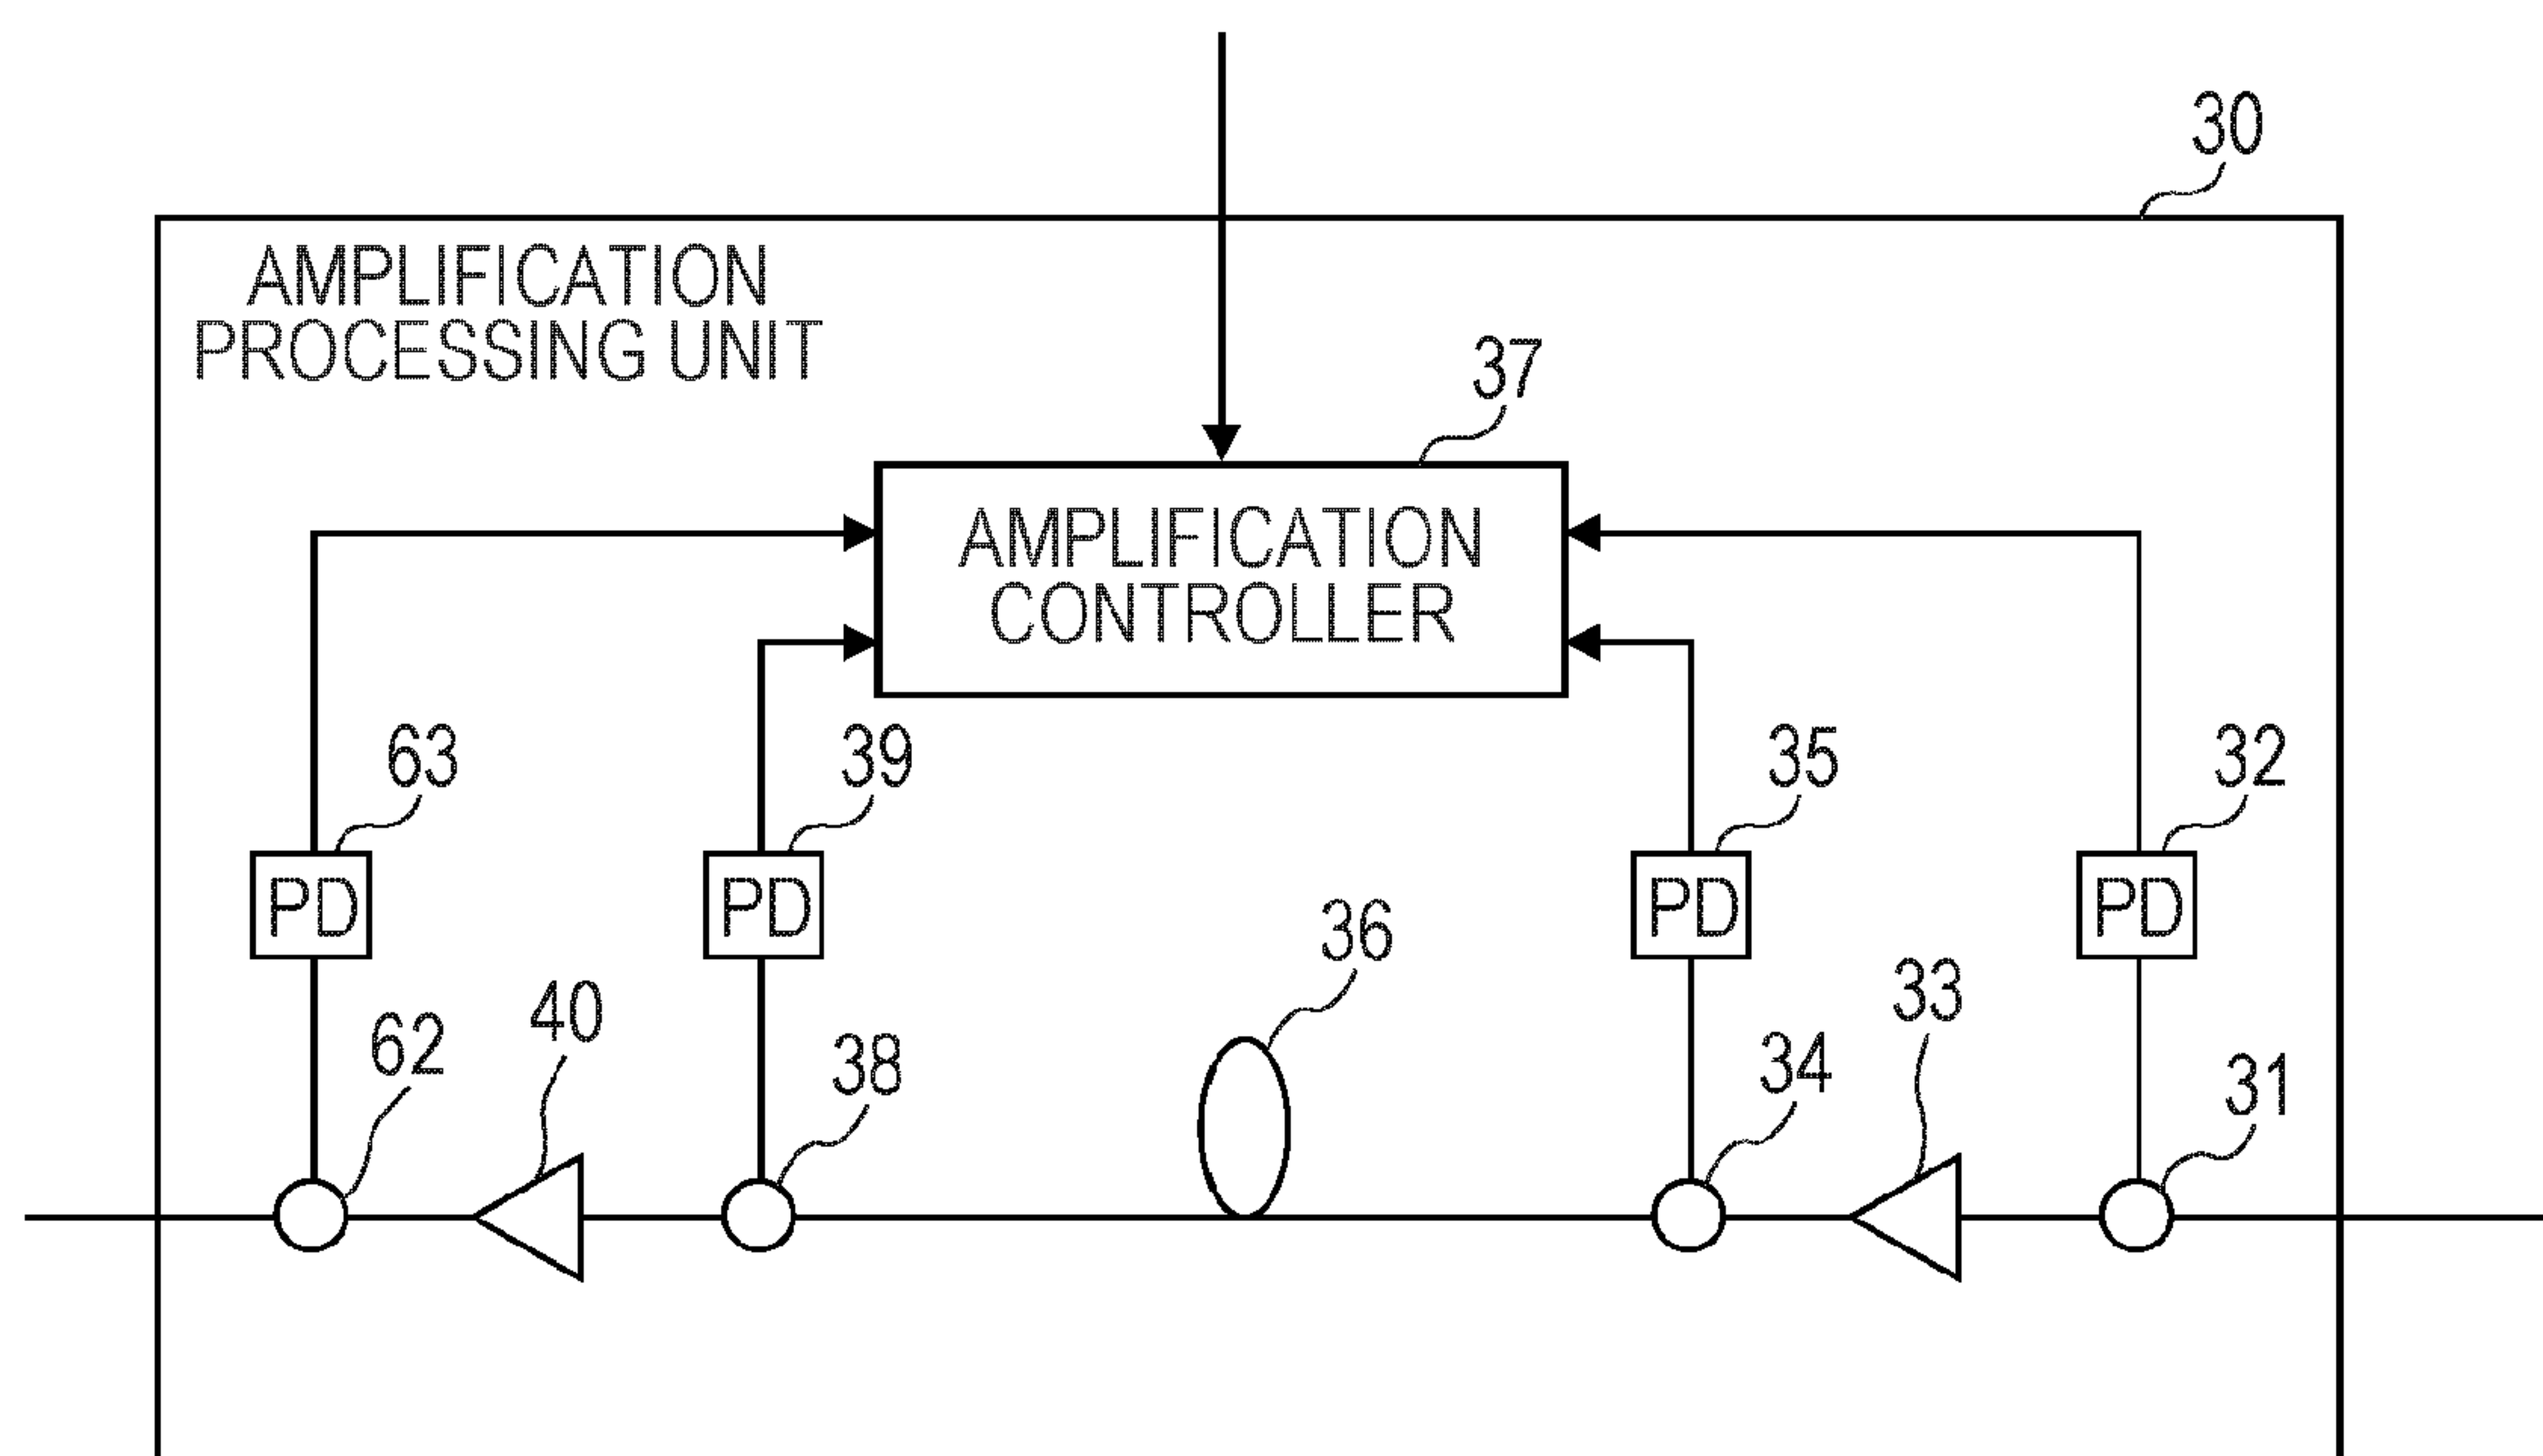 30
AMPLIFICATION
PROCESSING UNIT
37
AMPLIFICATION
CONTROLLER
63
39
35
32
PD
PD
PD
PD
36
33
40
62
38
34
31